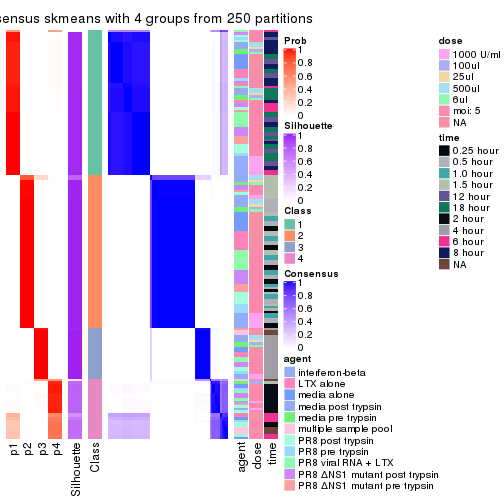 sensus skmeans with 4 groups from 250 partitions
p1
p2
p3
p4
Silhouette
Class
agent
dose
time
Prob
1
0.8
0.6
0.4
0.2
0
Silhouette
1
0.8
0.6
0.4
0.2
0
Class
1
2
3
4
Consensus
1
0.8
0.6
0.4
0.2
0
agent
interferon-beta
LTX alone
media alone
media post trypsin
media pre trypsin
multiple sample pool
PR8 post trypsin
PR8 pre trypsin
PR8 viral RNA + LTX
PR8 ΔNS1 mutant post trypsin
PR8 ΔNS1 mutant pre trypsin
dose
1000 U/ml
100ul
25ul
500ul
6ul
moi: 5
NA
time
0.25 hour
0.5 hour
1.0 hour
1.5 hour
12 hour
18 hour
2 hour
4 hour
6 hour
8 hour
NA